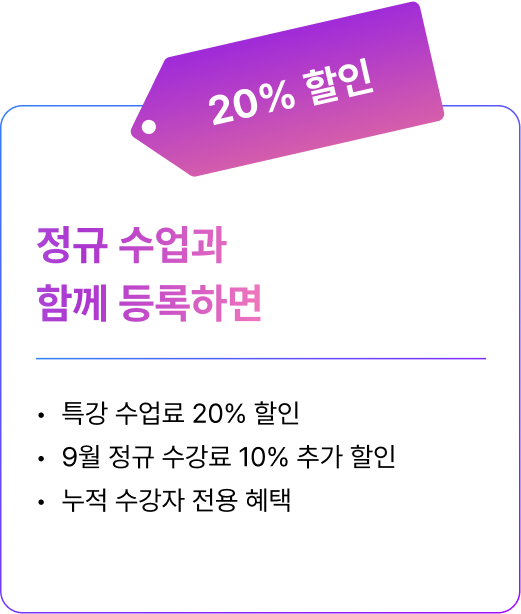 20% 할인
정규 수업과
함께 등록하면
• 특강 수업료 20% 할인
• 9월 정규 수강료 10% 추가 할인
• 누적 수강자 전용 혜택